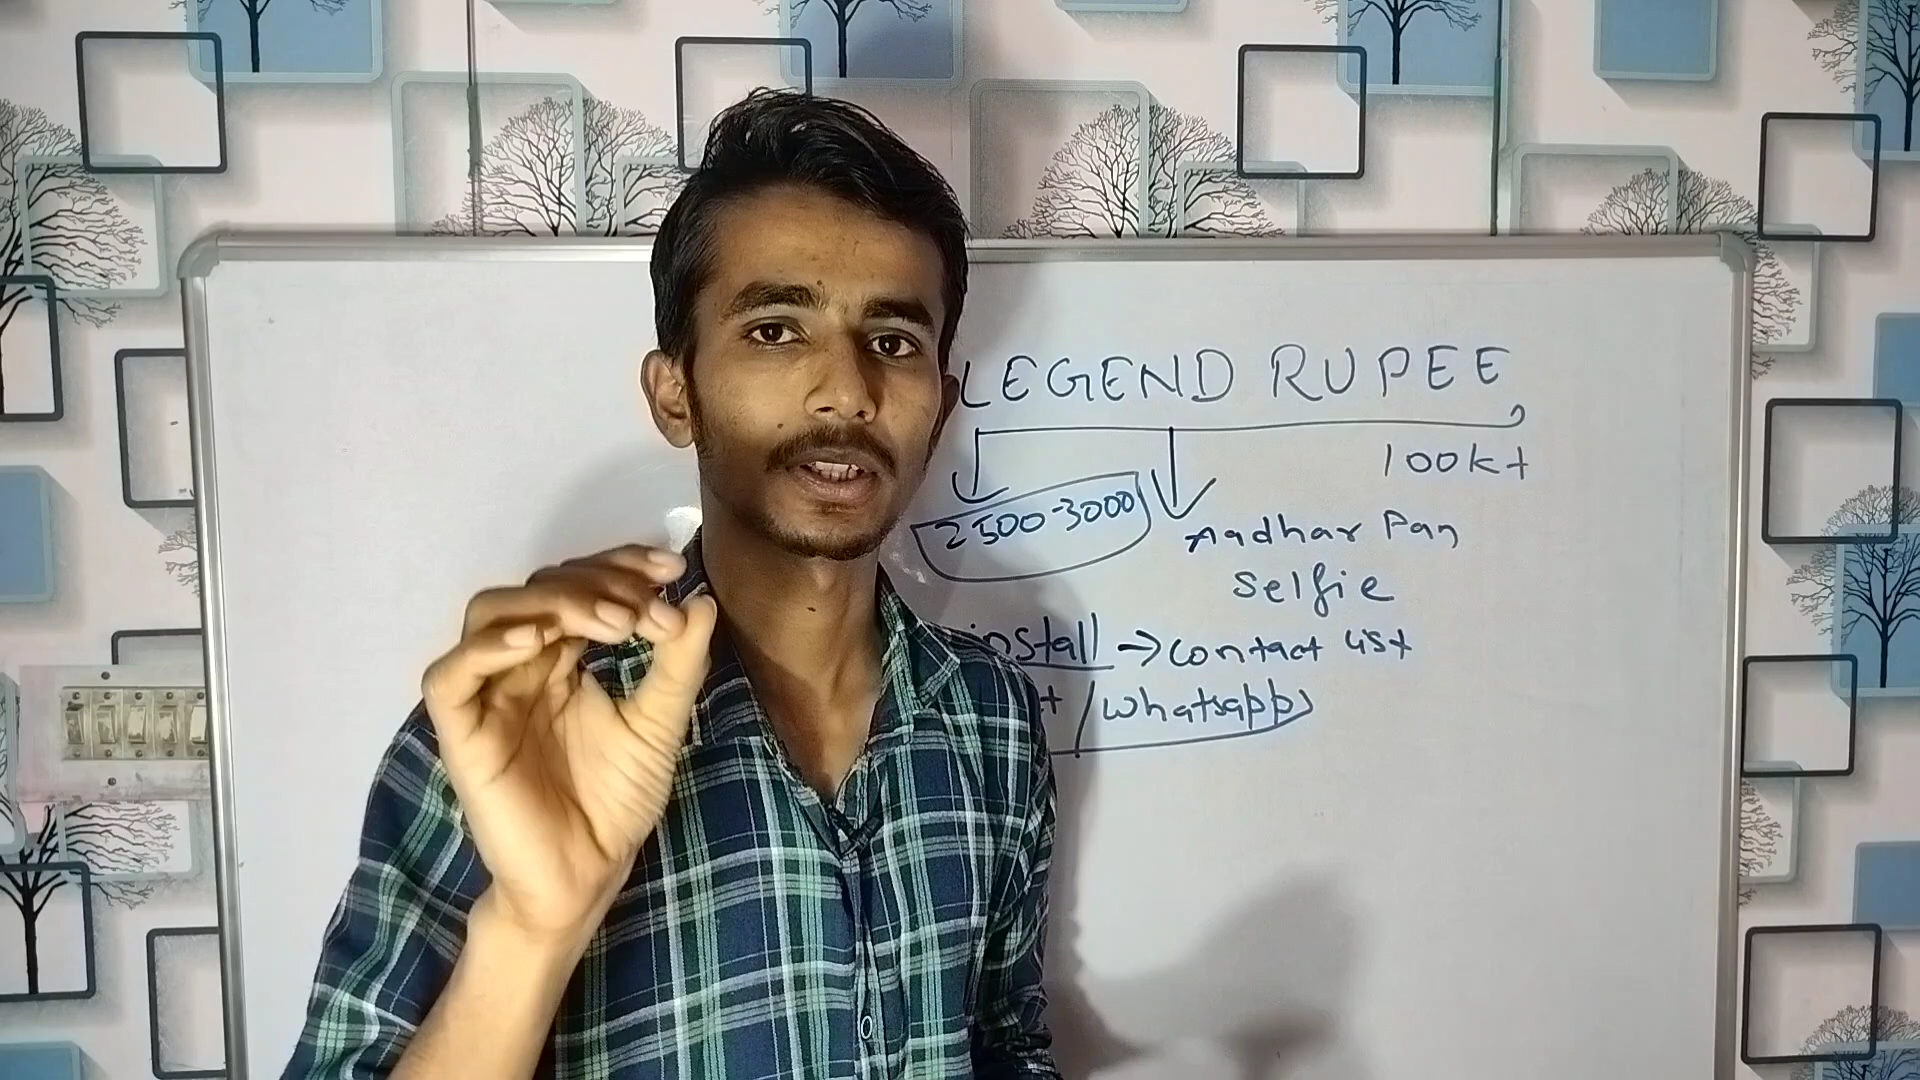 LEGEND RUPEE
100k+
2500-3000
Aadhar Pan
Selfie
install → contact list
+ / whatsapp